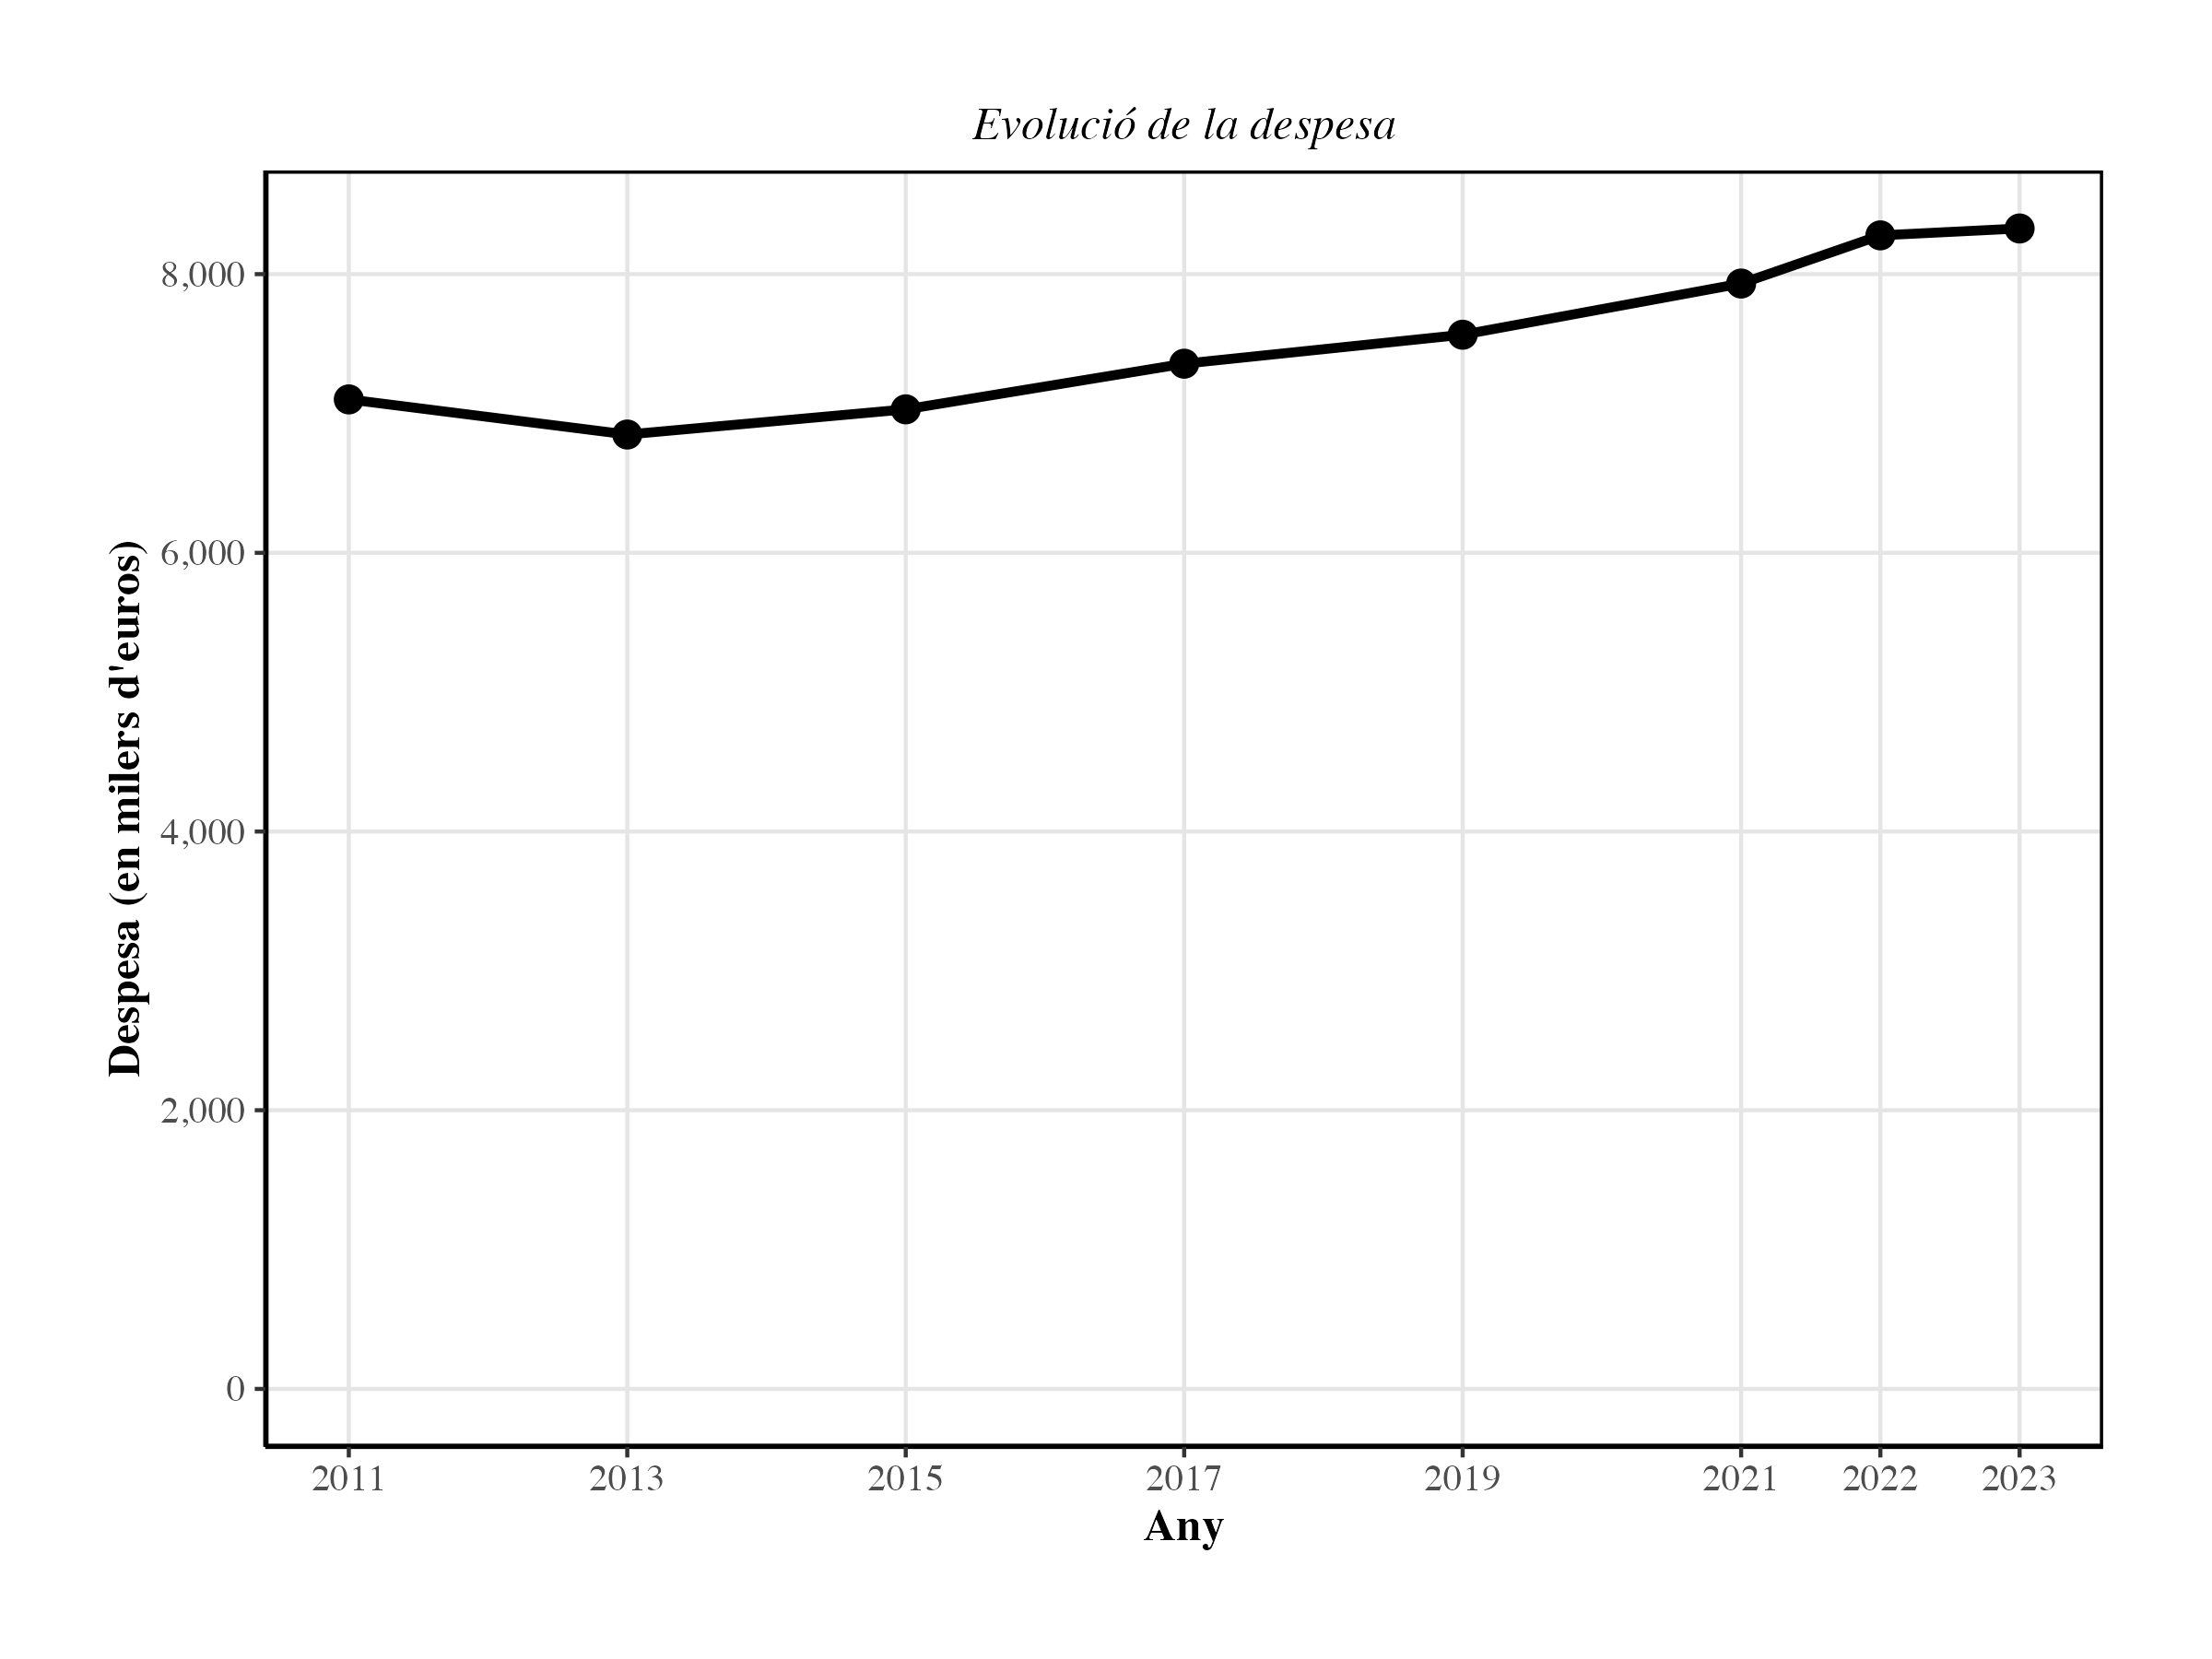 Evolució de la despesa
Despesa (en milers d'euros)
8,000
6,000
4,000
2,000
0
2011 2013 2015 2017 2019 2021 2022 2023
Any